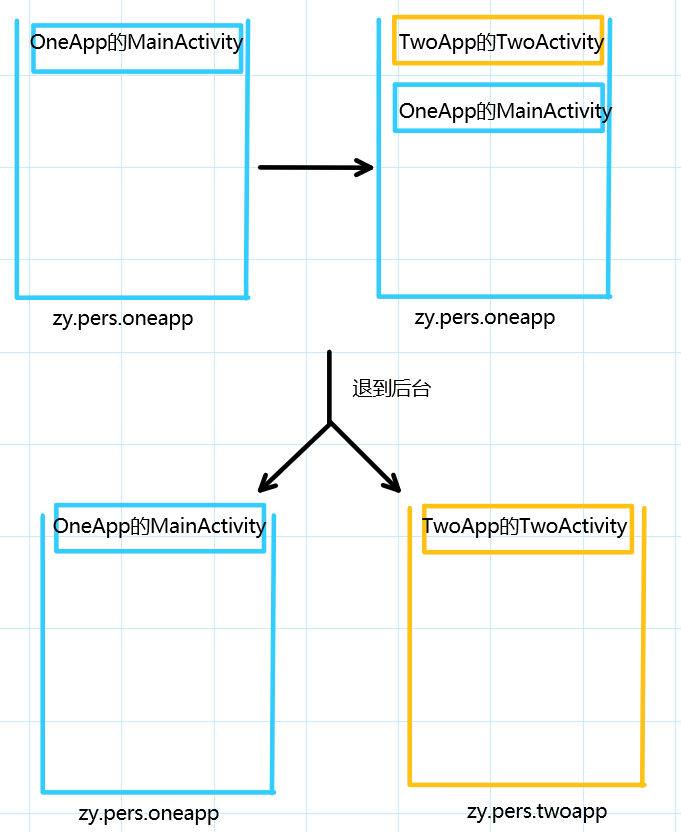 OneApp的MainActivity
TwoApp的TwoActivity
OneApp的MainActivity
zy.pers.oneapp
zy.pers.oneapp
退到后台
OneApp的MainActivity
TwoApp的TwoActivity
zy.pers.oneapp
zy.pers.twoapp